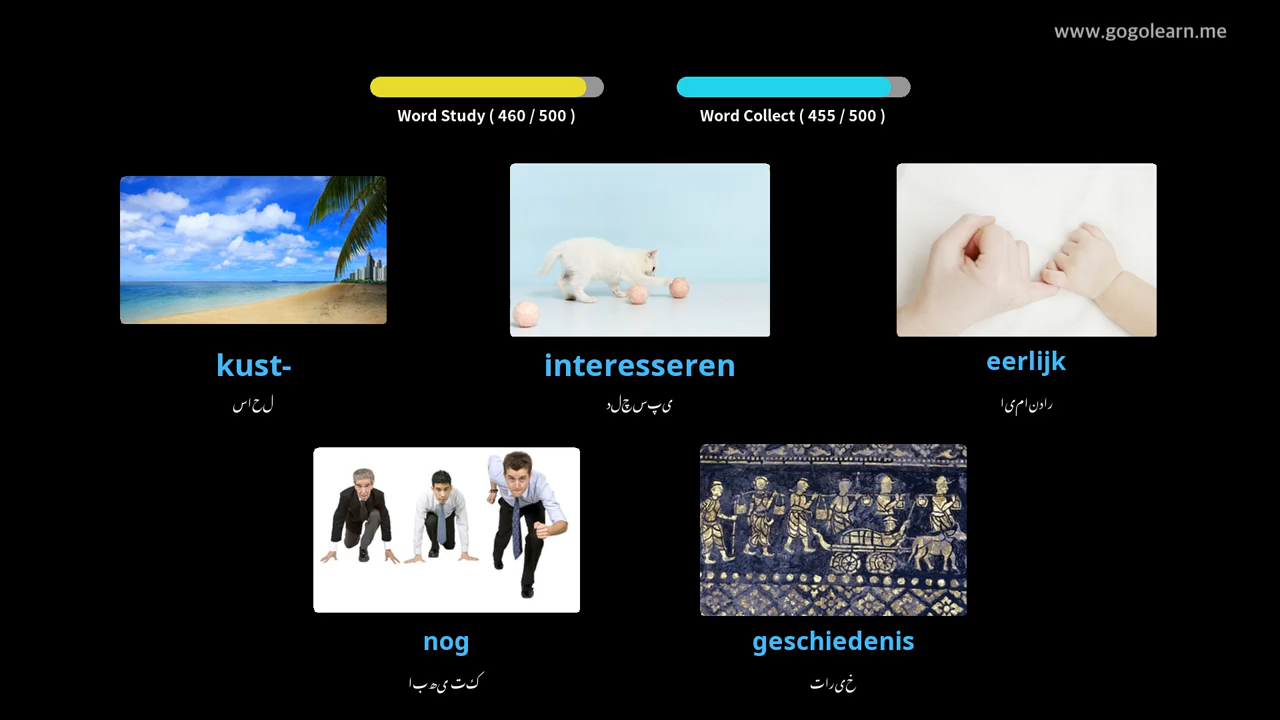 www.gogolearn.me
Word Study ( 460 / 500 )
Word Collect ( 455 / 500 )
kust-
ساحل
interesseren
دلچسپی
eerlijk
ایماندار
nog
ابھی تک
geschiedenis
تاریخ